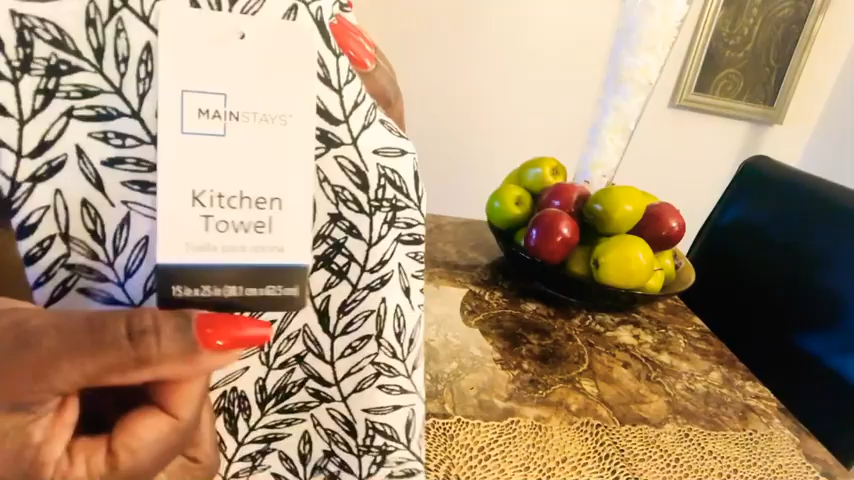 MAINSTAYS
Kitchen
Towel
Toalla para cocina
15 in x 25 in (38.1 cm x 63.5 cm)